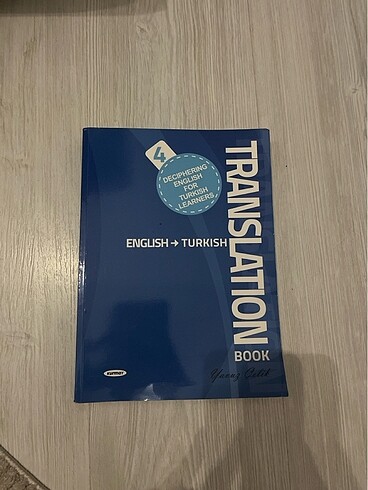 4
DECIPHERING
ENGLISH
FOR
TURKISH
LEARNERS
TRANSLATION
ENGLISH → TURKISH
BOOK